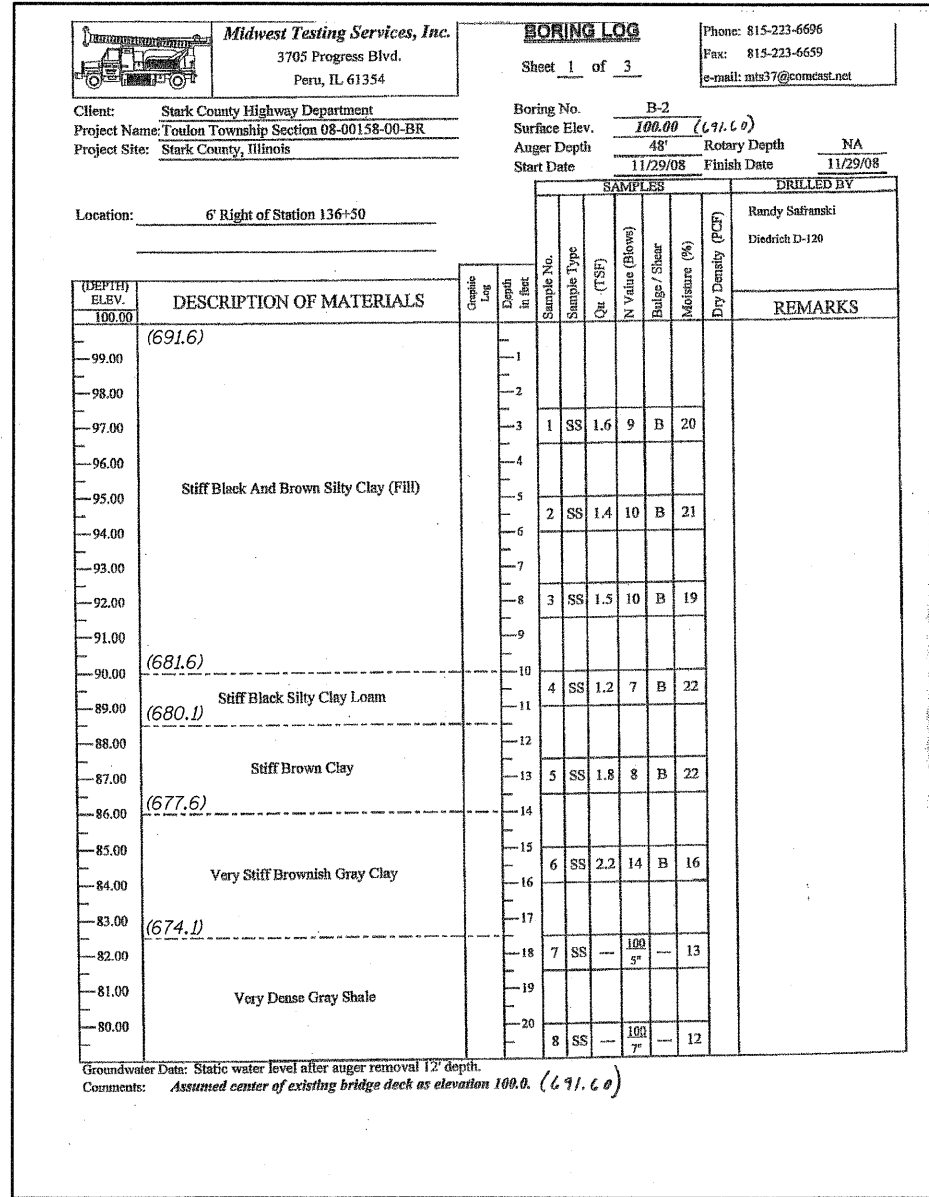 Midwest Testing Services, Inc.
3705 Progress Blvd.
Peru, IL 61354
BORING LOG
Sheet 1 of 3
Phone: 815-223-6696
Fax: 815-223-6659
e-mail: mts37@comcast.net
Client: Stark County Highway Department
Project Name: Toulon Township Section 08-00158-00-BR
Project Site: Stark County, Illinois
Boring No. B-2
Surface Elev. 100.00 (691.60)
Auger Depth 48' Rotary Depth NA
Start Date 11/29/08 Finish Date 11/29/08
Location: 6' Right of Station 136+50
SAMPLES
DRILLED BY
Randy Safranski
Diedrich D-120
(DEPTH)
ELEV.
100.00
DESCRIPTION OF MATERIALS
Graphic Log
Depth in feet
Sample No.
Sample Type
Qu (TSF)
N Value (Blows)
Bulge / Shear
Moisture (%)
Dry Density (PCF)
REMARKS
(691.6)
99.00 1
98.00 2
97.00 3 1 SS 1.6 9 B 20
96.00 4
Stiff Black And Brown Silty Clay (Fill)
95.00 5
2 SS 1.4 10 B 21
94.00 6
93.00 7
92.00 8 3 SS 1.5 10 B 19
91.00 9
(681.6)
90.00 10
Stiff Black Silty Clay Loam 4 SS 1.2 7 B 22
89.00 (680.1) 11
88.00 12
Stiff Brown Clay
87.00 13 5 SS 1.8 8 B 22
(677.6)
86.00 14
85.00 15
Very Stiff Brownish Gray Clay 6 SS 2.2 14 B 16
84.00 16
83.00 (674.1) 17
82.00 18 7 SS — 100/5" — 13
81.00 19
Very Dense Gray Shale
80.00 20
8 SS — 100/7" — 12
Groundwater Data: Static water level after auger removal 12' depth.
Comments: Assumed center of existing bridge deck as elevation 100.0. (691.60)